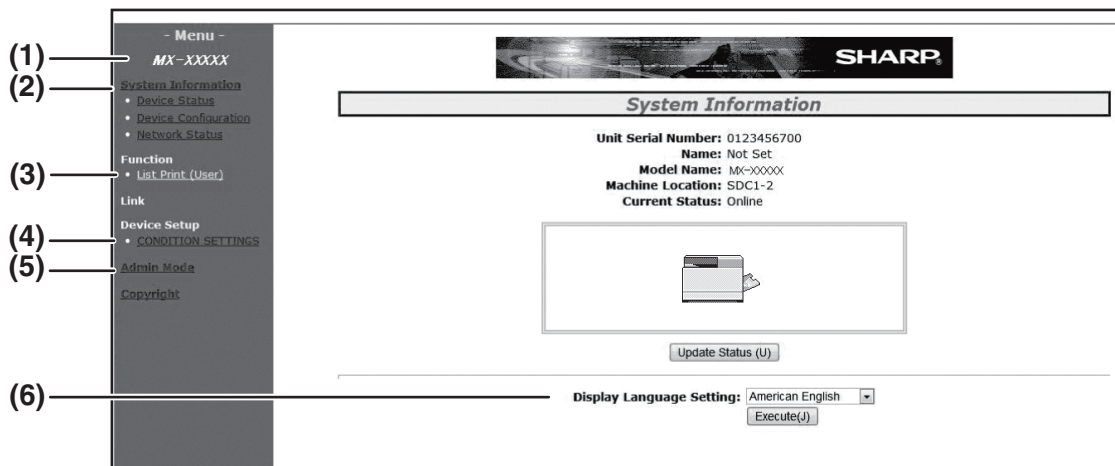 - Menu -
(1)
MX-XXXXX
(2)
System Information
• Device Status
• Device Configuration
• Network Status
Function
(3)
• List Print (User)
Link
Device Setup
(4)
• CONDITION SETTINGS
(5)
Admin Mode
Copyright
SHARP®
System Information
Unit Serial Number: 0123456700
Name: Not Set
Model Name: MX-XXXXX
Machine Location: SDC1-2
Current Status: Online
Update Status (U)
(6)
Display Language Setting: American English
Execute(J)